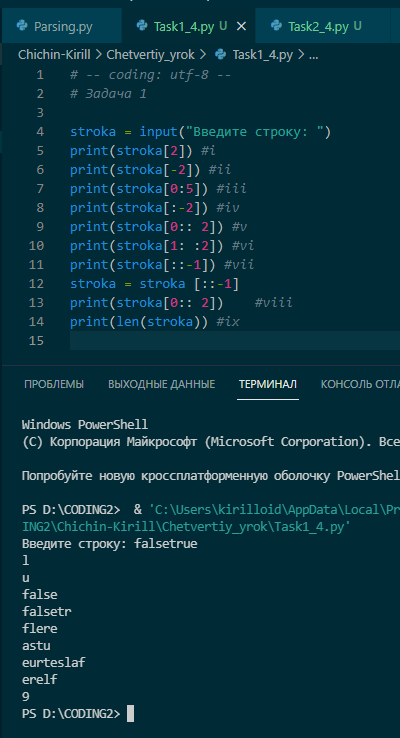 Parsing.py Task1_4.py U Task2_4.py U
Chichin-Kirill > Chetvertiy_yrok > Task1_4.py > ...
1 # -- coding: utf-8 --
2 # Задача 1
3
4 stroka = input("Введите строку: ")
5 print(stroka[2]) #i
6 print(stroka[-2]) #ii
7 print(stroka[0:5]) #iii
8 print(stroka[:-2]) #iv
9 print(stroka[0:: 2]) #v
10 print(stroka[1: :2]) #vi
11 print(stroka[::-1]) #vii
12 stroka = stroka [::-1]
13 print(stroka[0:: 2]) #viii
14 print(len(stroka)) #ix
15
ПРОБЛЕМЫ ВЫХОДНЫЕ ДАННЫЕ ТЕРМИНАЛ КОНСОЛЬ ОТЛА
Windows PowerShell
(C) Корпорация Майкрософт (Microsoft Corporation). Все
Попробуйте новую кроссплатформенную оболочку PowerShel
PS D:\CODING2> & 'C:\Users\kirilloid\AppData\Local\Pr
ING2\Chichin-Kirill\Chetvertiy_yrok\Task1_4.py'
Введите строку: falsetrue
l
u
false
falsetr
flere
astu
eurteslaf
erelf
9
PS D:\CODING2>